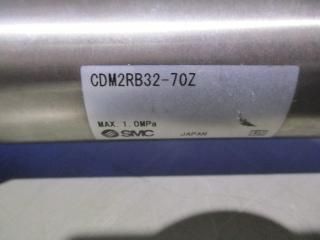 CDM2RB32-70Z
MAX. 1.0MPa
SMC JAPAN